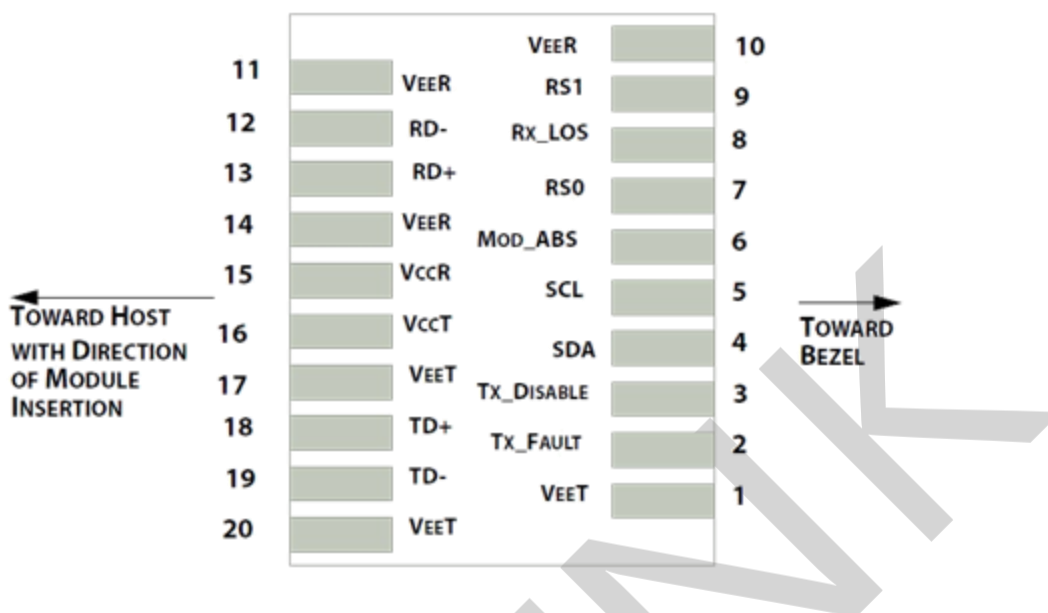 VEER 10
11 VEER
RS1 9
12 RD-
RX_LOS 8
13 RD+
RS0 7
14 VEER
MOD_ABS 6
15 VCCR
SCL 5
16 VCCT
SDA 4
17 VEET
TX_DISABLE 3
18 TD+
TX_FAULT 2
19 TD-
VEET 1
20 VEET
TOWARD HOST
WITH DIRECTION
OF MODULE
INSERTION
TOWARD
BEZEL